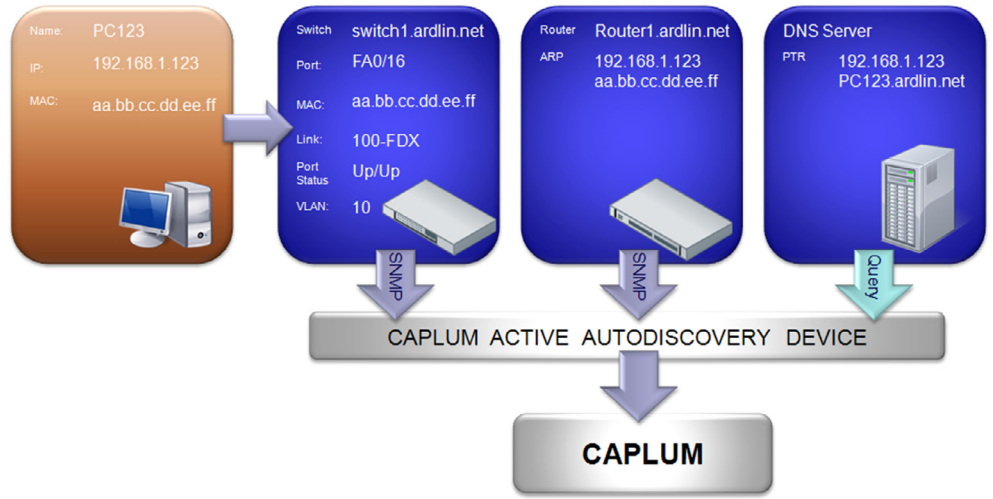 Name: PC123
IP: 192.168.1.123
MAC: aa.bb.cc.dd.ee.ff
Switch switch1.ardlin.net
Port: FA0/16
MAC: aa.bb.cc.dd.ee.ff
Link: 100-FDX
Port Status Up/Up
VLAN: 10
SNMP
Router Router1.ardlin.net
ARP 192.168.1.123
aa.bb.cc.dd.ee.ff
SNMP
DNS Server
PTR 192.168.1.123
PC123.ardlin.net
Query
CAPLUM ACTIVE AUTODISCOVERY DEVICE
CAPLUM